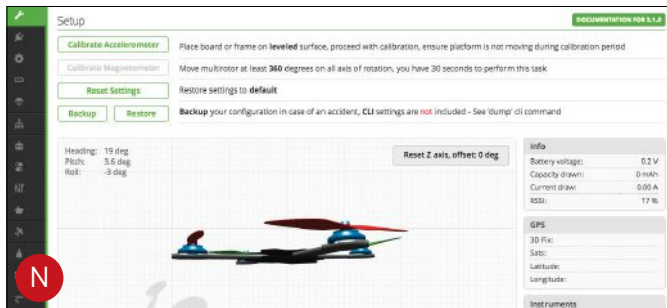 Setup
DOCUMENTATION FOR 3.1.0
Calibrate Accelerometer
Place board or frame on leveled surface, proceed with calibration, ensure platform is not moving during calibration period
Calibrate Magnetometer
Move multirotor at least 360 degrees on all axis of rotation, you have 30 seconds to perform this task
Reset Settings
Restore settings to default
Backup
Restore
Backup your configuration in case of an accident, CLI settings are not included - See 'dump' cli command
Heading: 19 deg
Pitch: 3.6 deg
Roll: -3 deg
Reset Z axis, offset: 0 deg
Info
Battery voltage: 0.2 V
Capacity drawn: 0 mAh
Current draw: 0.00 A
RSSI: 17 %
GPS
3D Fix:
Sats:
Latitude:
Longitude:
Instruments
N